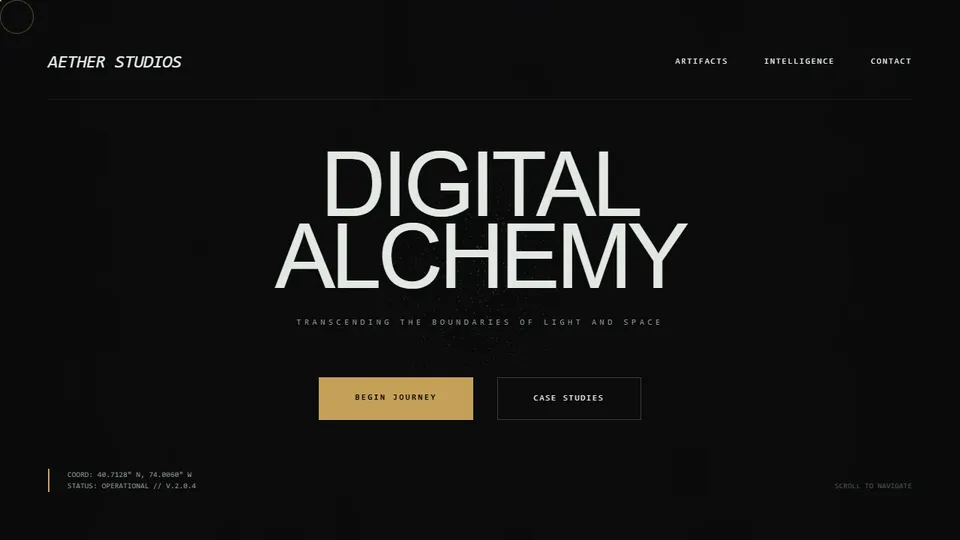 AETHER STUDIOS
ARTIFACTS INTELLIGENCE CONTACT
DIGITAL
ALCHEMY
TRANSCENDING THE BOUNDARIES OF LIGHT AND SPACE
BEGIN JOURNEY
CASE STUDIES
COORD: 40.7128° N, 74.0060° W
STATUS: OPERATIONAL // V.2.0.4
SCROLL TO NAVIGATE